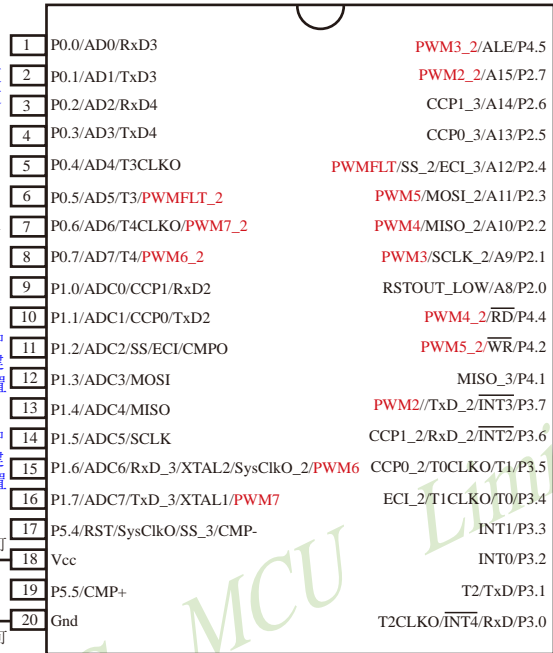 1 P0.0/AD0/RxD3 PWM3_2/ALE/P4.5
2 P0.1/AD1/TxD3 PWM2_2/A15/P2.7
3 P0.2/AD2/RxD4 CCP1_3/A14/P2.6
4 P0.3/AD3/TxD4 CCP0_3/A13/P2.5
5 P0.4/AD4/T3CLKO PWMFLT/SS_2/ECI_3/A12/P2.4
6 P0.5/AD5/T3/PWMFLT_2 PWM5/MOSI_2/A11/P2.3
7 P0.6/AD6/T4CLKO/PWM7_2 PWM4/MISO_2/A10/P2.2
8 P0.7/AD7/T4/PWM6_2 PWM3/SCLK_2/A9/P2.1
9 P1.0/ADC0/CCP1/RxD2 RSTOUT_LOW/A8/P2.0
10 P1.1/ADC1/CCP0/TxD2 PWM4_2/RD/P4.4
11 P1.2/ADC2/SS/ECI/CMPO PWM5_2/WR/P4.2
置 12 P1.3/ADC3/MOSI MISO_3/P4.1
13 P1.4/ADC4/MISO PWM2//TxD_2/INT3/P3.7
14 P1.5/ADC5/SCLK CCP1_2/RxD_2/INT2/P3.6
置 15 P1.6/ADC6/RxD_3/XTAL2/SysClkO_2/PWM6 CCP0_2/T0CLKO/T1/P3.5
16 P1.7/ADC7/TxD_3/XTAL1/PWM7 ECI_2/T1CLKO/T0/P3.4
17 P5.4/RST/SysClkO/SS_3/CMP- INT1/P3.3
18 Vcc INT0/P3.2
19 P5.5/CMP+ T2/TxD/P3.1
20 Gnd T2CLKO/INT4/RxD/P3.0
MCU Limi